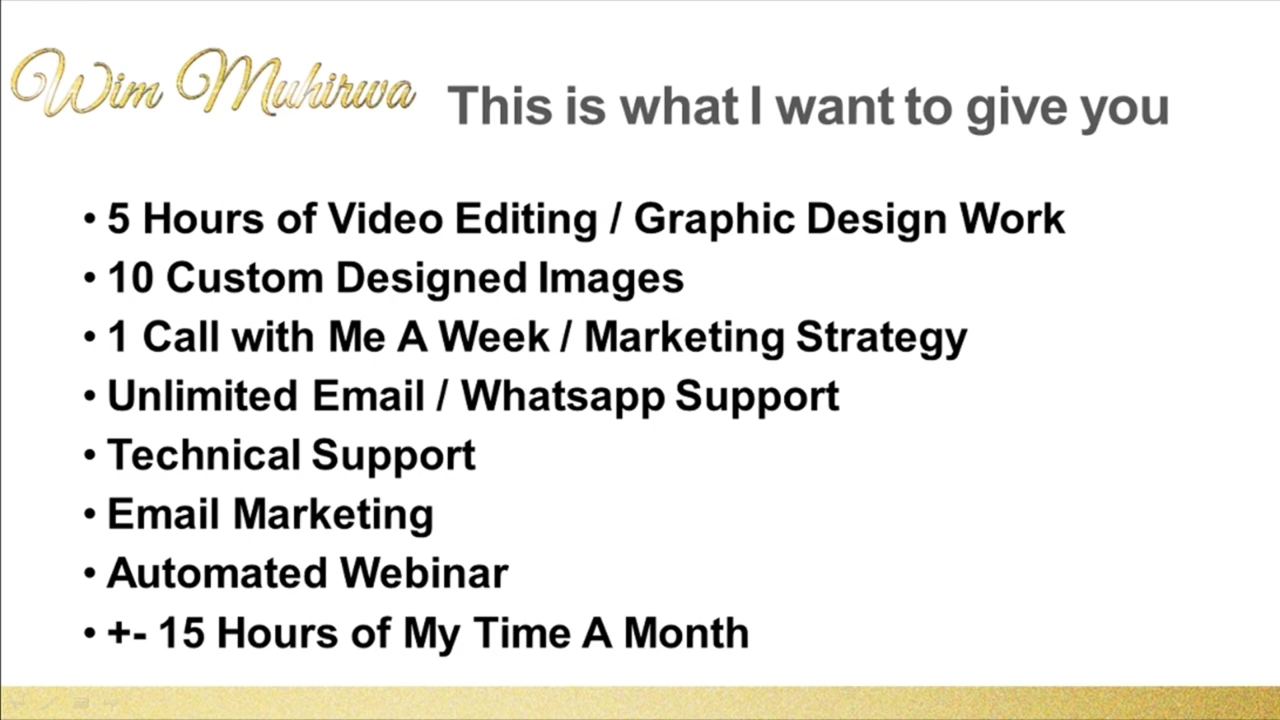 Wim Muhirwa
This is what I want to give you
• 5 Hours of Video Editing / Graphic Design Work
• 10 Custom Designed Images
• 1 Call with Me A Week / Marketing Strategy
• Unlimited Email / Whatsapp Support
• Technical Support
• Email Marketing
• Automated Webinar
• +- 15 Hours of My Time A Month